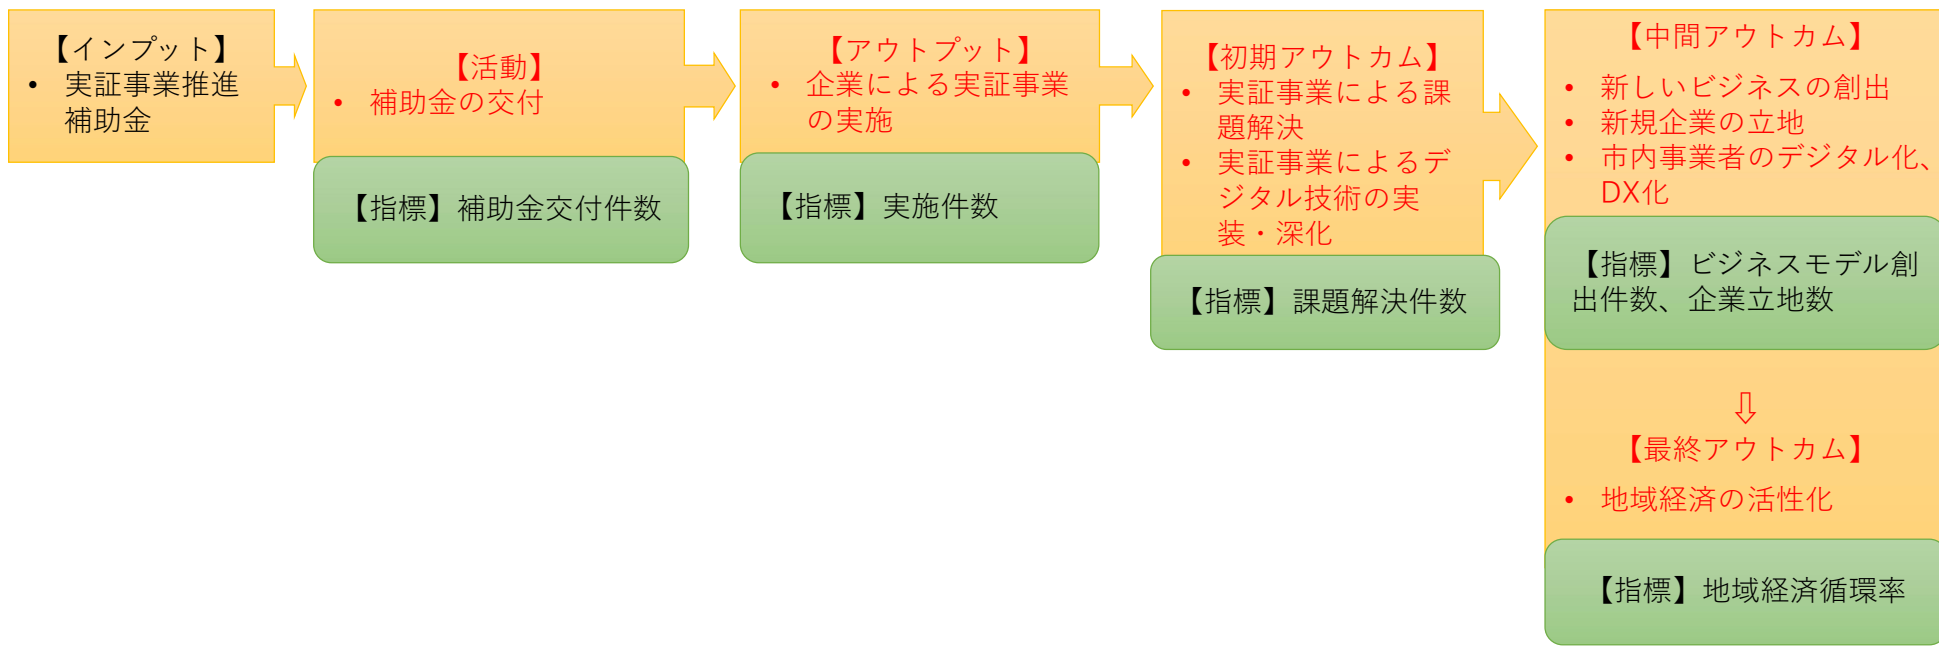 【インプット】
• 実証事業推進
補助金
【活動】
• 補助金の交付
【指標】補助金交付件数
【アウトプット】
• 企業による実証事業
の実施
【指標】実施件数
【初期アウトカム】
• 実証事業による課
題解決
• 実証事業によるデ
ジタル技術の実
装・深化
【指標】課題解決件数
【中間アウトカム】
• 新しいビジネスの創出
• 新規企業の立地
• 市内事業者のデジタル化、
DX化
【指標】ビジネスモデル創
出件数、企業立地数
⇩
【最終アウトカム】
• 地域経済の活性化
【指標】地域経済循環率